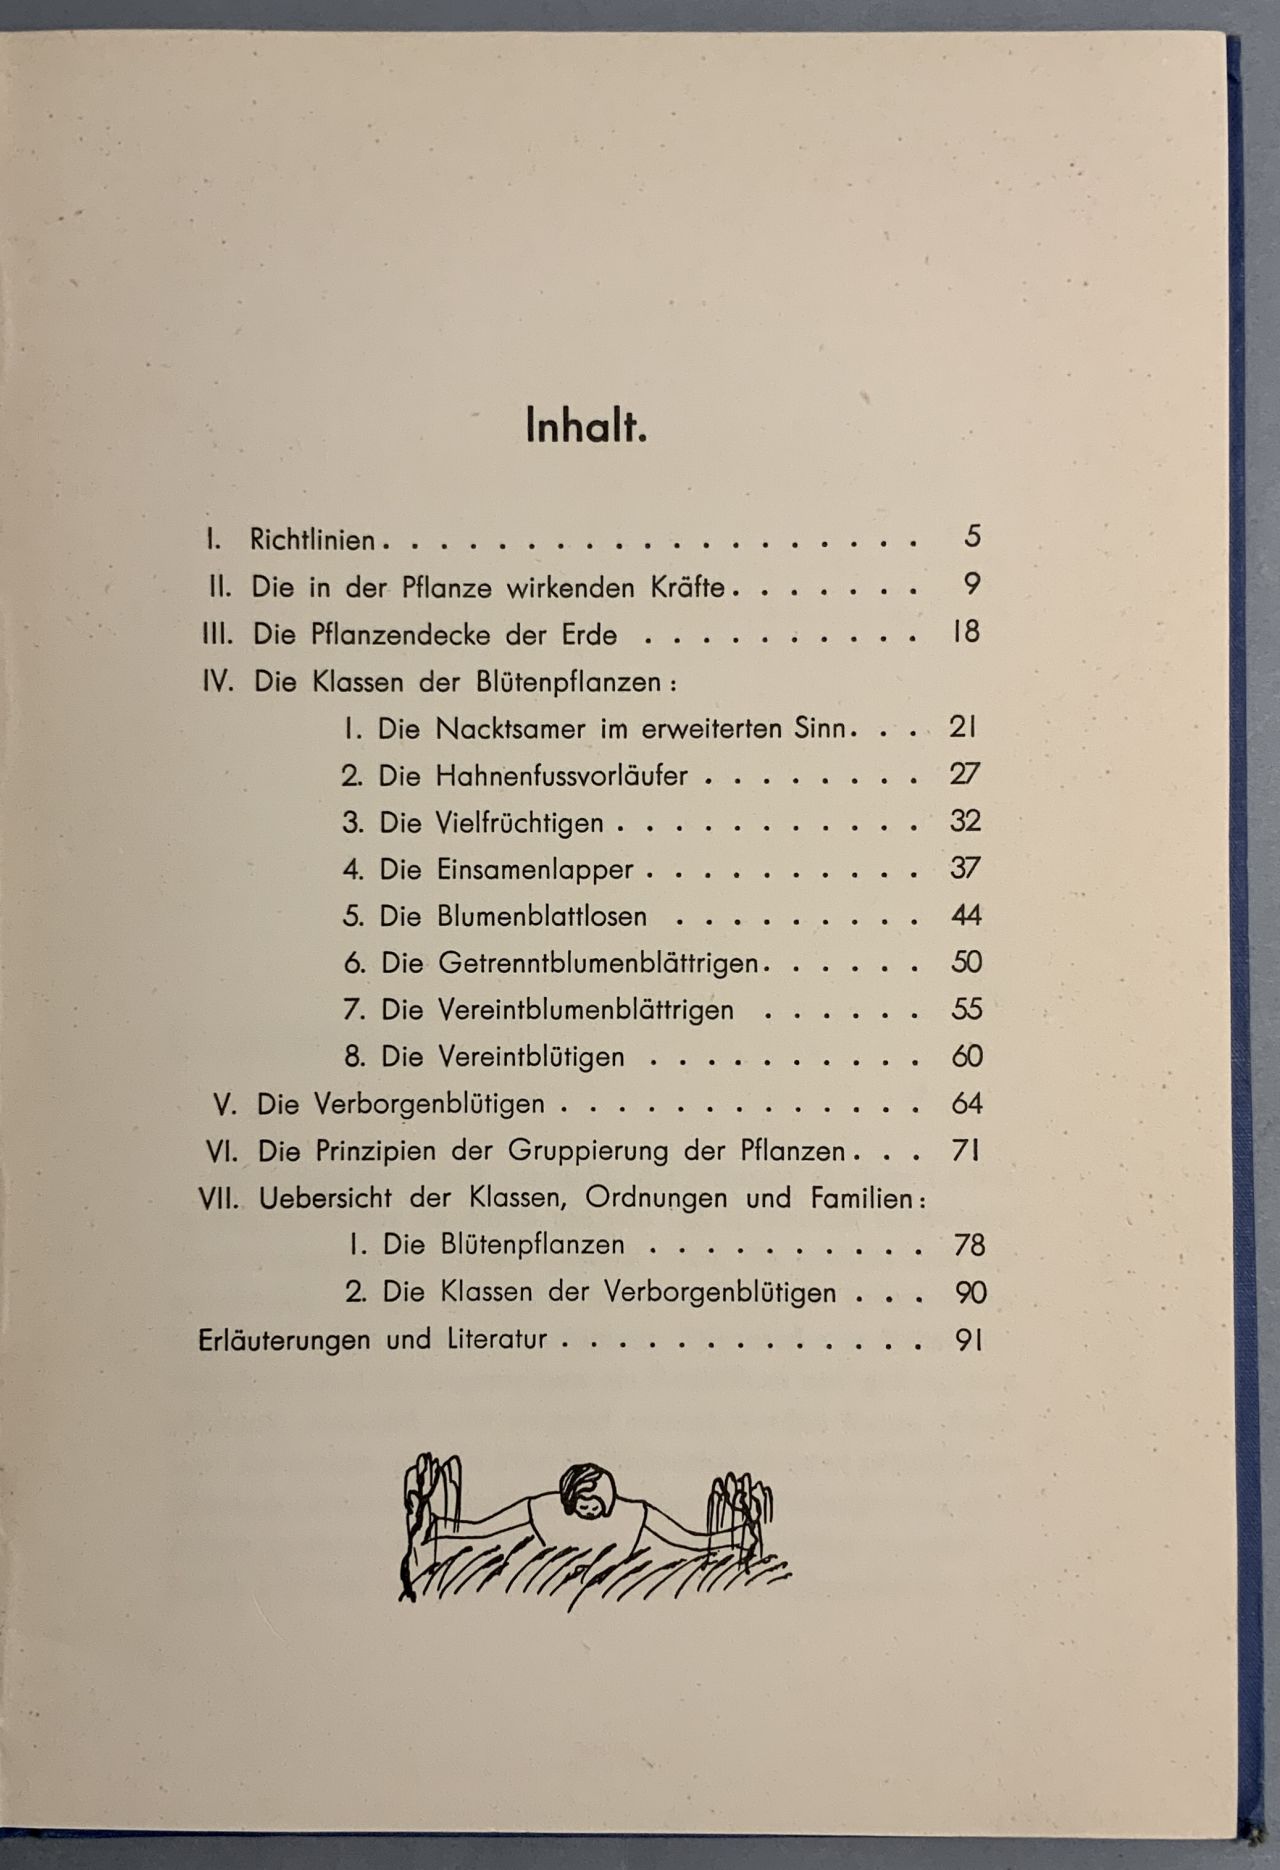 Inhalt.
I. Richtlinien . . . . . . . . . . . . . . . . . . . 5
II. Die in der Pflanze wirkenden Kräfte . . . . . . . 9
III. Die Pflanzendecke der Erde . . . . . . . . . . 18
IV. Die Klassen der Blütenpflanzen :
1. Die Nacktsamer im erweiterten Sinn . . . 21
2. Die Hahnenfussvorläufer . . . . . . . . 27
3. Die Vielfrüchtigen . . . . . . . . . . . 32
4. Die Einsamenlapper . . . . . . . . . . 37
5. Die Blumenblattlosen . . . . . . . . . 44
6. Die Getrenntblumenblättrigen . . . . . . 50
7. Die Vereintblumenblättrigen . . . . . . 55
8. Die Vereintblütigen . . . . . . . . . . 60
V. Die Verborgenblütigen . . . . . . . . . . . . . 64
VI. Die Prinzipien der Gruppierung der Pflanzen . . . 71
VII. Uebersicht der Klassen, Ordnungen und Familien :
1. Die Blütenpflanzen . . . . . . . . . . 78
2. Die Klassen der Verborgenblütigen . . . 90
Erläuterungen und Literatur . . . . . . . . . . . . . 91